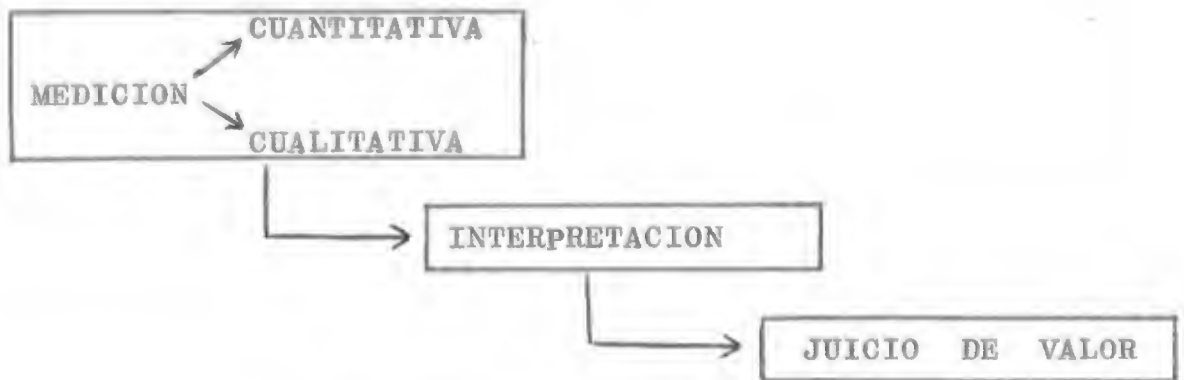 CUANTITATIVA
MEDICION
CUALITATIVA
INTERPRETACION
JUICIO DE VALOR